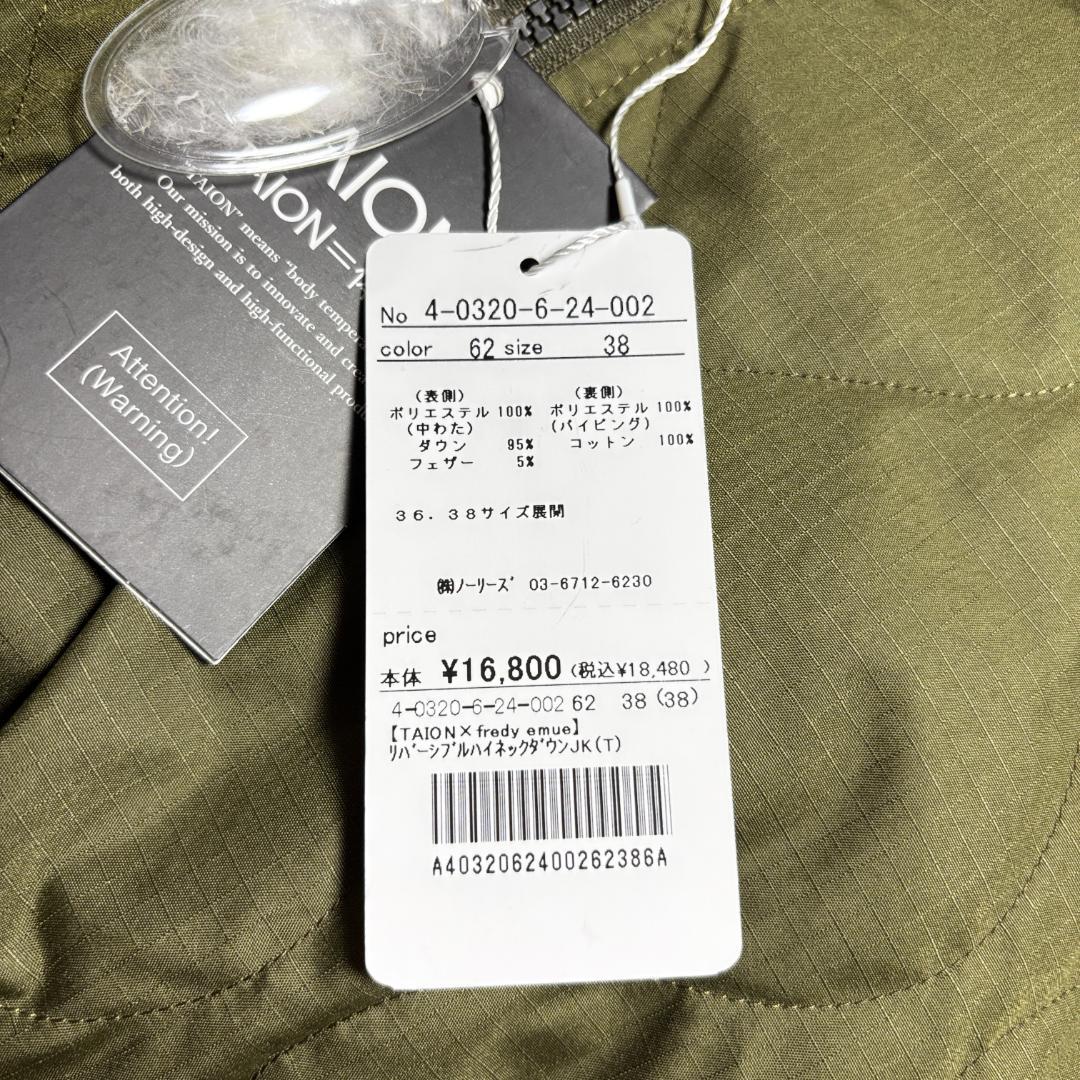 AION
AION=
"TAION" means "body tempera
Our mission is to innovate and crea
both high-design and high-functional prod
Attention!
(Warning)
No 4-0320-6-24-002
color 62 size 38
(表側) (裏側)
ポリエステル 100% ポリエステル 100%
(中わた) (パイピング)
ダウン 95% コットン 100%
フェザー 5%
36.38サイズ展開
㈱ノーリーズ 03-6712-6230
price
本体 ¥16,800 (税込¥18,480 )
4-0320-6-24-002 62 38 (38)
【TAION×fredy emue】
リバーシブルハイネックダウンJK(T)
A4032062400262386A